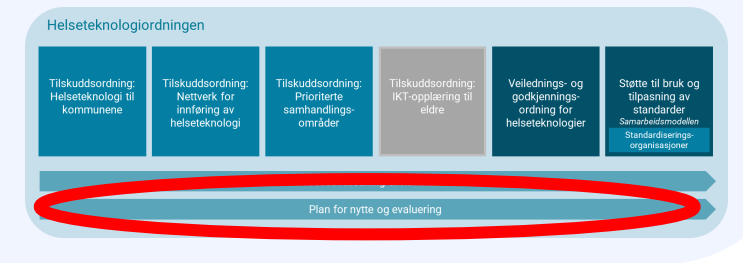 Helseteknologiordningen
Tilskuddsordning:
Helseteknologi til
kommunene
Tilskuddsordning:
Nettverk for
innføring av
helseteknologi
Tilskuddsordning:
Prioriterte
samhandlings-
områder
Tilskuddsordning:
IKT-opplæring til
eldre
Veilednings- og
godkjennings-
ordning for
helseteknologier
Støtte til bruk og
tilpasning av
standarder
Samarbeidsmodellen
Standardiserings-
organisasjoner
Plan for nytte og evaluering